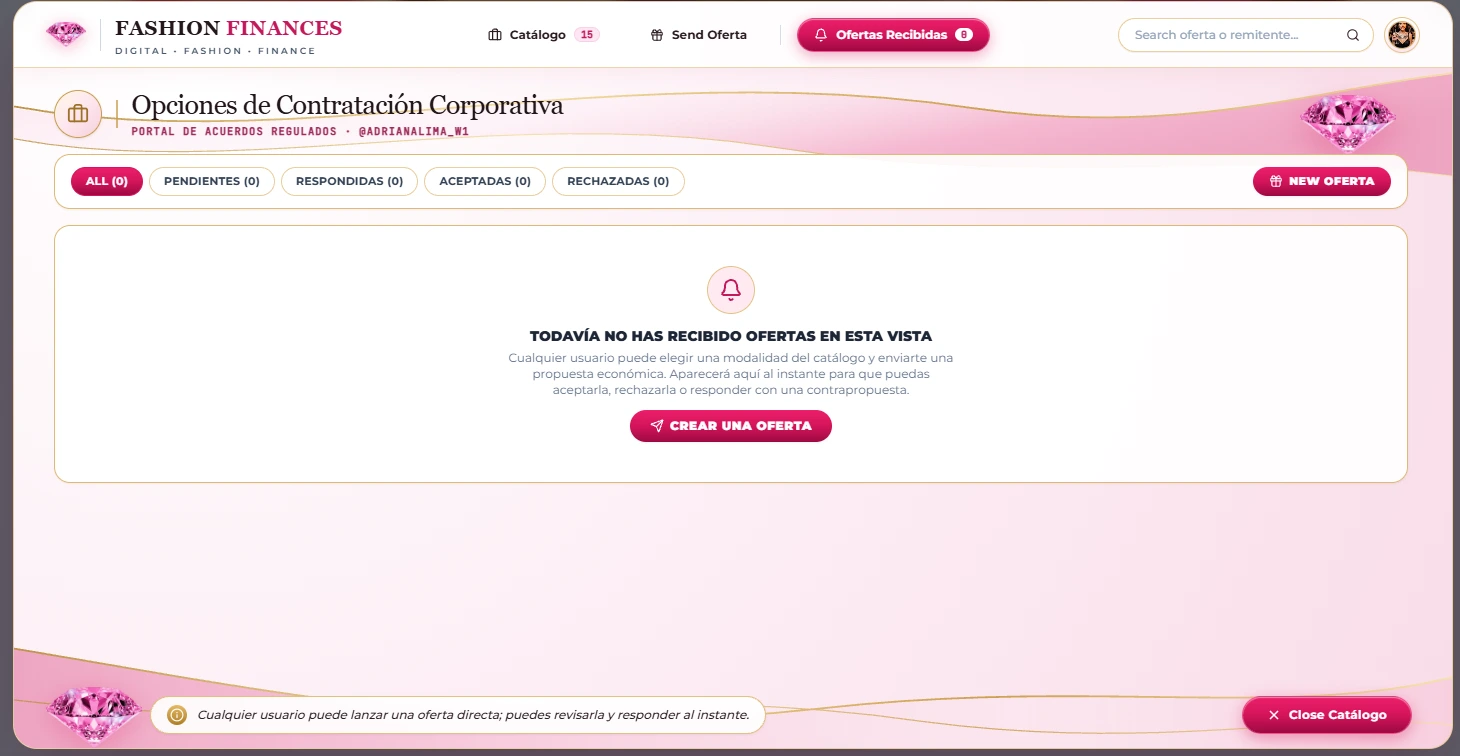 FASHION FINANCES
DIGITAL • FASHION • FINANCE
Catálogo 15
Send Oferta
Ofertas Recibidas 0
Search oferta o remitente...
Opciones de Contratación Corporativa
PORTAL DE ACUERDOS REGULADOS · @ADRIANALIMA_W1
ALL (0)
PENDIENTES (0)
RESPONDIDAS (0)
ACEPTADAS (0)
RECHAZADAS (0)
NEW OFERTA
TODAVÍA NO HAS RECIBIDO OFERTAS EN ESTA VISTA
Cualquier usuario puede elegir una modalidad del catálogo y enviarte una
propuesta económica. Aparecerá aquí al instante para que puedas
aceptarla, rechazarla o responder con una contrapropuesta.
CREAR UNA OFERTA
Cualquier usuario puede lanzar una oferta directa; puedes revisarla y responder al instante.
Close Catálogo